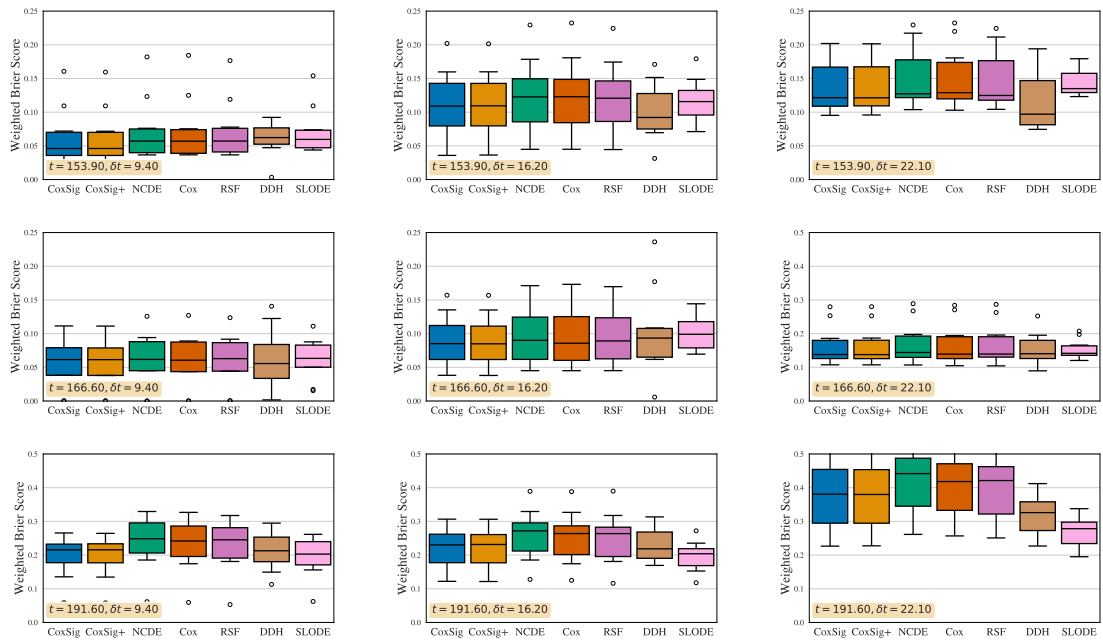 Weighted Brier Score
0.25
0.20
0.15
0.10
0.05
0.00
t = 153.90, δt = 9.40
CoxSig CoxSig+ NCDE Cox RSF DDH SLODE
Weighted Brier Score
0.25
0.20
0.15
0.10
0.05
0.00
t = 153.90, δt = 16.20
CoxSig CoxSig+ NCDE Cox RSF DDH SLODE
Weighted Brier Score
0.25
0.20
0.15
0.10
0.05
0.00
t = 153.90, δt = 22.10
CoxSig CoxSig+ NCDE Cox RSF DDH SLODE
Weighted Brier Score
0.25
0.20
0.15
0.10
0.05
0.00
t = 166.60, δt = 9.40
CoxSig CoxSig+ NCDE Cox RSF DDH SLODE
Weighted Brier Score
0.25
0.20
0.15
0.10
0.05
0.00
t = 166.60, δt = 16.20
CoxSig CoxSig+ NCDE Cox RSF DDH SLODE
Weighted Brier Score
0.5
0.4
0.3
0.2
0.1
0.0
t = 166.60, δt = 22.10
CoxSig CoxSig+ NCDE Cox RSF DDH SLODE
Weighted Brier Score
0.5
0.4
0.3
0.2
0.1
0.0
t = 191.60, δt = 9.40
CoxSig CoxSig+ NCDE Cox RSF DDH SLODE
Weighted Brier Score
0.5
0.4
0.3
0.2
0.1
0.0
t = 191.60, δt = 16.20
CoxSig CoxSig+ NCDE Cox RSF DDH SLODE
Weighted Brier Score
0.5
0.4
0.3
0.2
0.1
0.0
t = 191.60, δt = 22.10
CoxSig CoxSig+ NCDE Cox RSF DDH SLODE